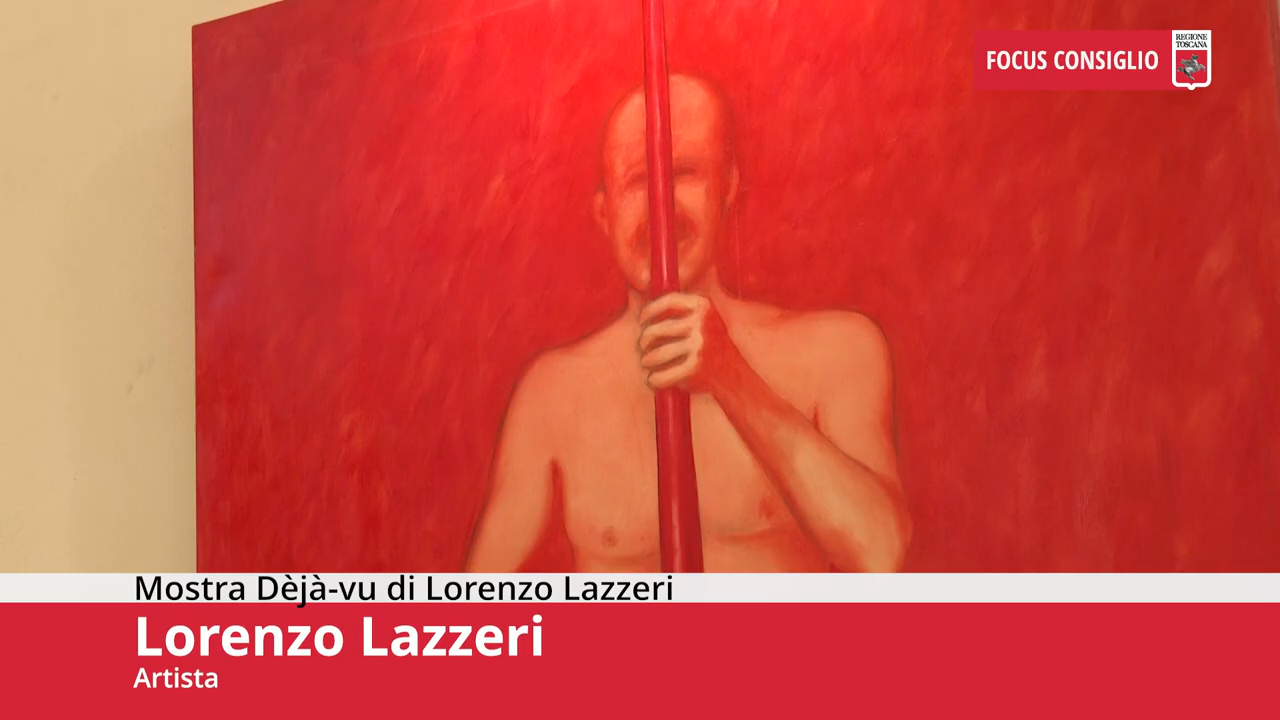 FOCUS CONSIGLIO
REGIONE
TOSCANA
Mostra Dèjà-vu di Lorenzo Lazzeri
Lorenzo Lazzeri
Artista